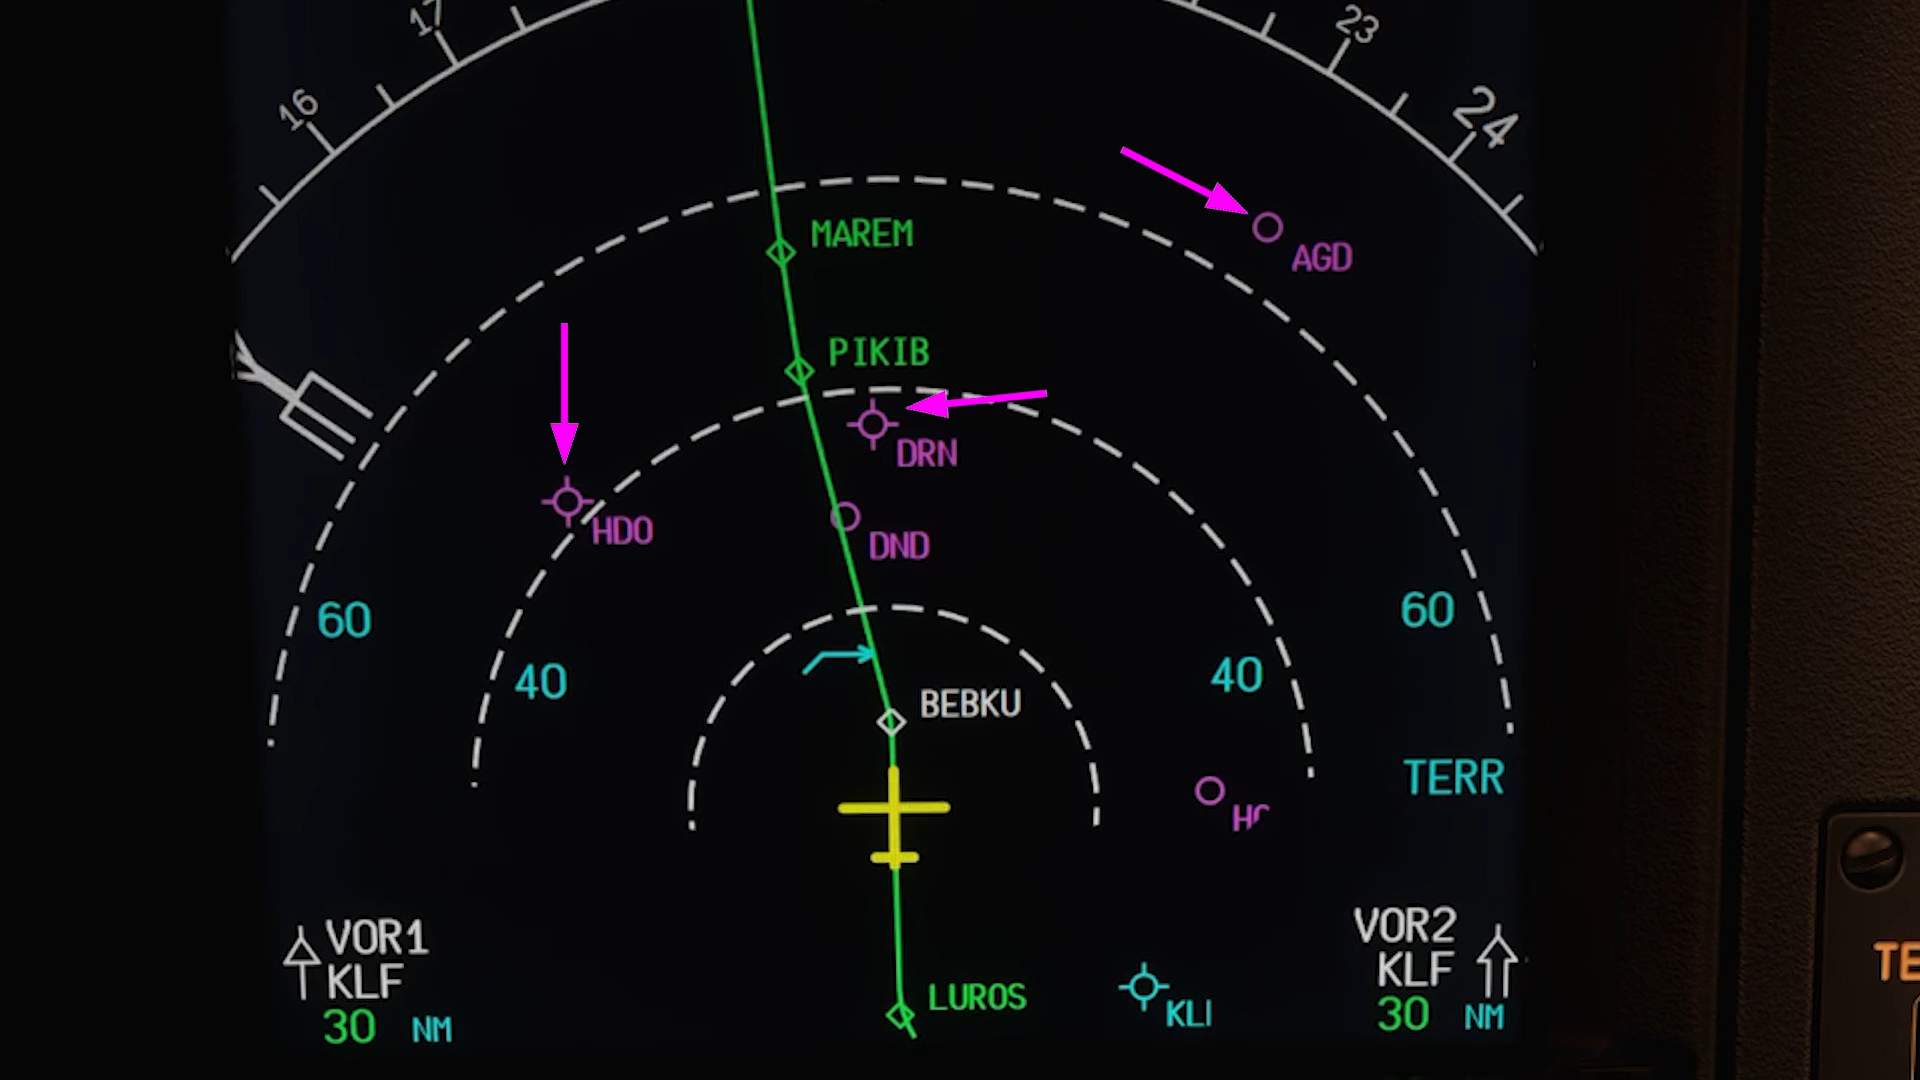 17
23
16
24
MAREM
AGD
PIKIB
DRN
HDO
DND
60
60
40
40
BEBKU
TERR
VOR1
KLF
30 NM
VOR2
KLF
30 NM
LUROS
TE